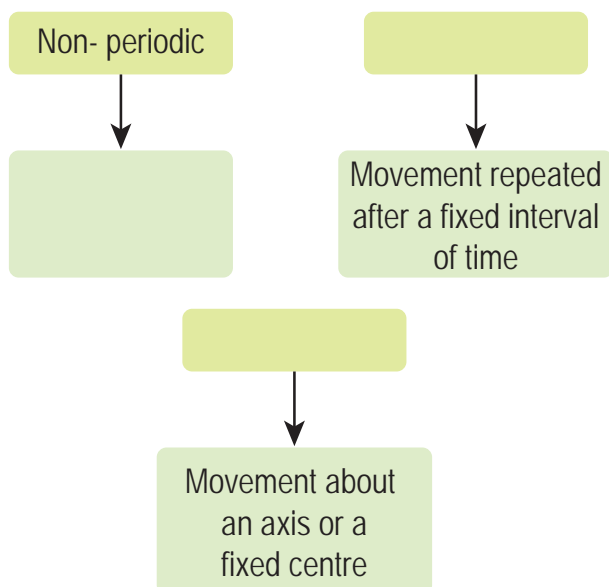 Non- periodic
Movement repeated
after a fixed interval
of time
Movement about
an axis or a
fixed centre